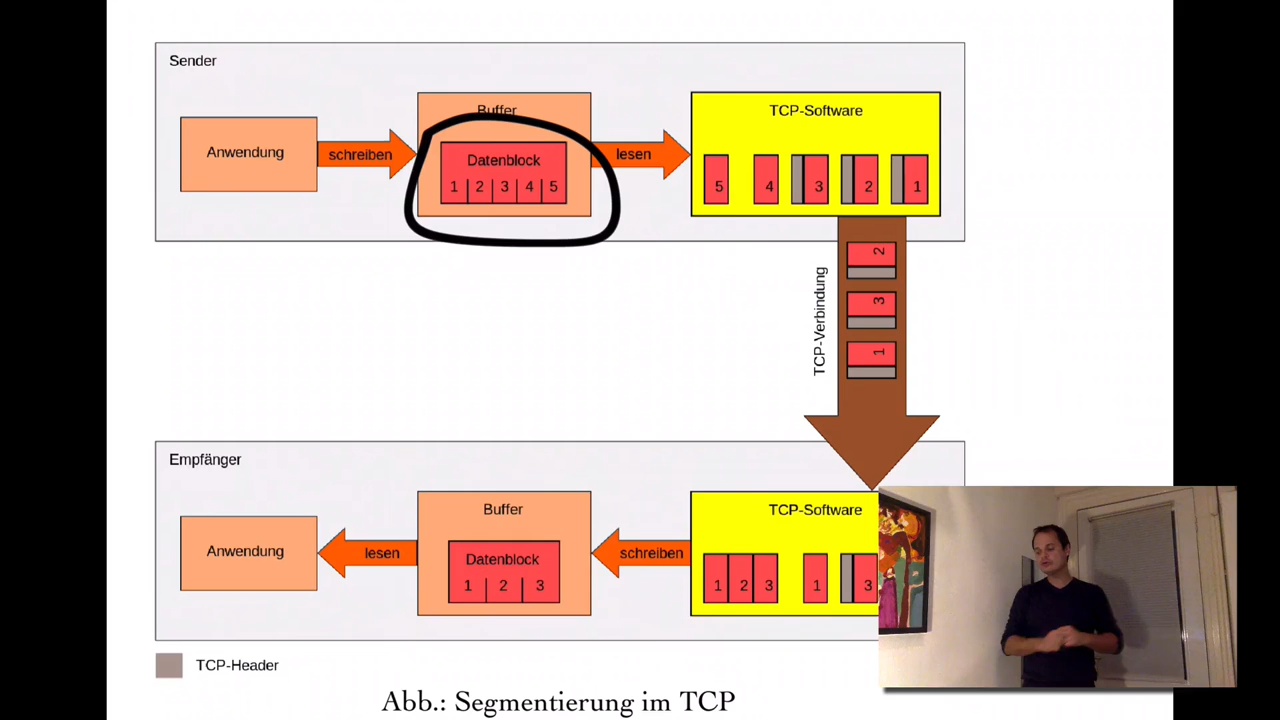 Sender
Anwendung
schreiben
Buffer
Datenblock
1 2 3 4 5
lesen
TCP-Software
5 4 3 2 1
TCP-Verbindung
2
3
1
Empfänger
Anwendung
lesen
Buffer
Datenblock
1 2 3
schreiben
TCP-Software
1 2 3 1 3
TCP-Header
Abb.: Segmentierung im TCP